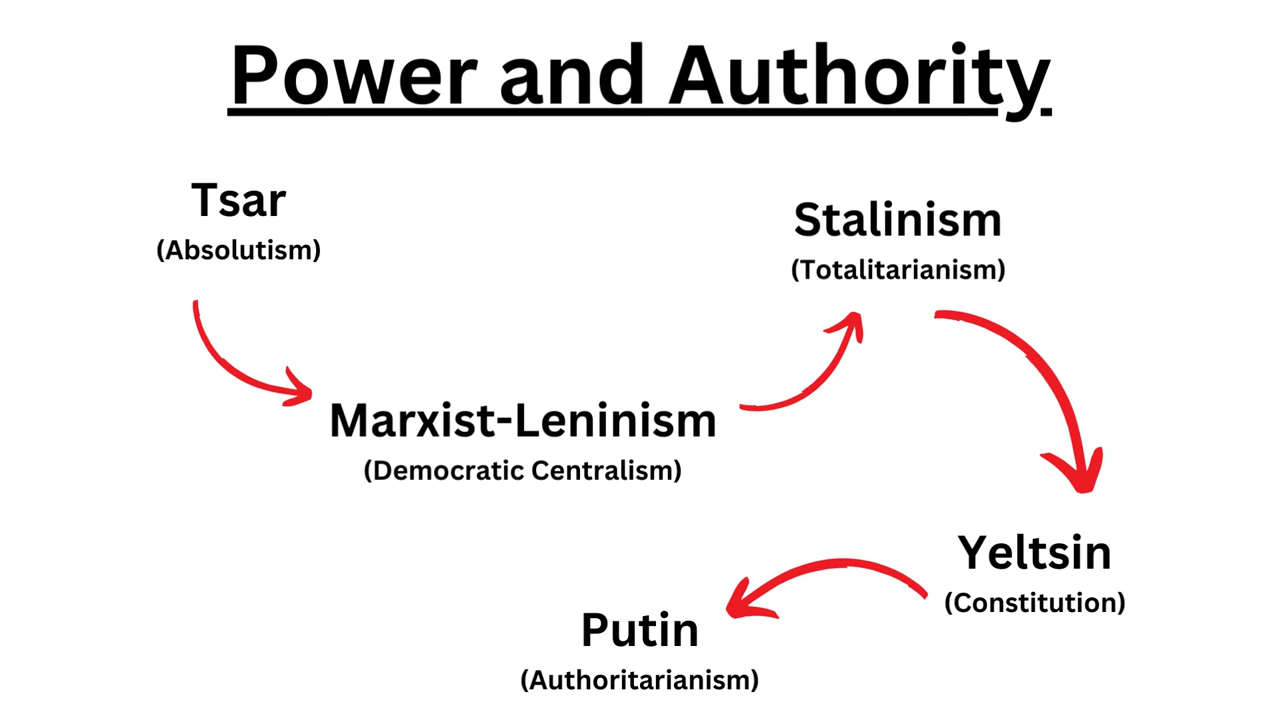 Power and Authority
Tsar
(Absolutism)
Marxist-Leninism
(Democratic Centralism)
Stalinism
(Totalitarianism)
Yeltsin
(Constitution)
Putin
(Authoritarianism)